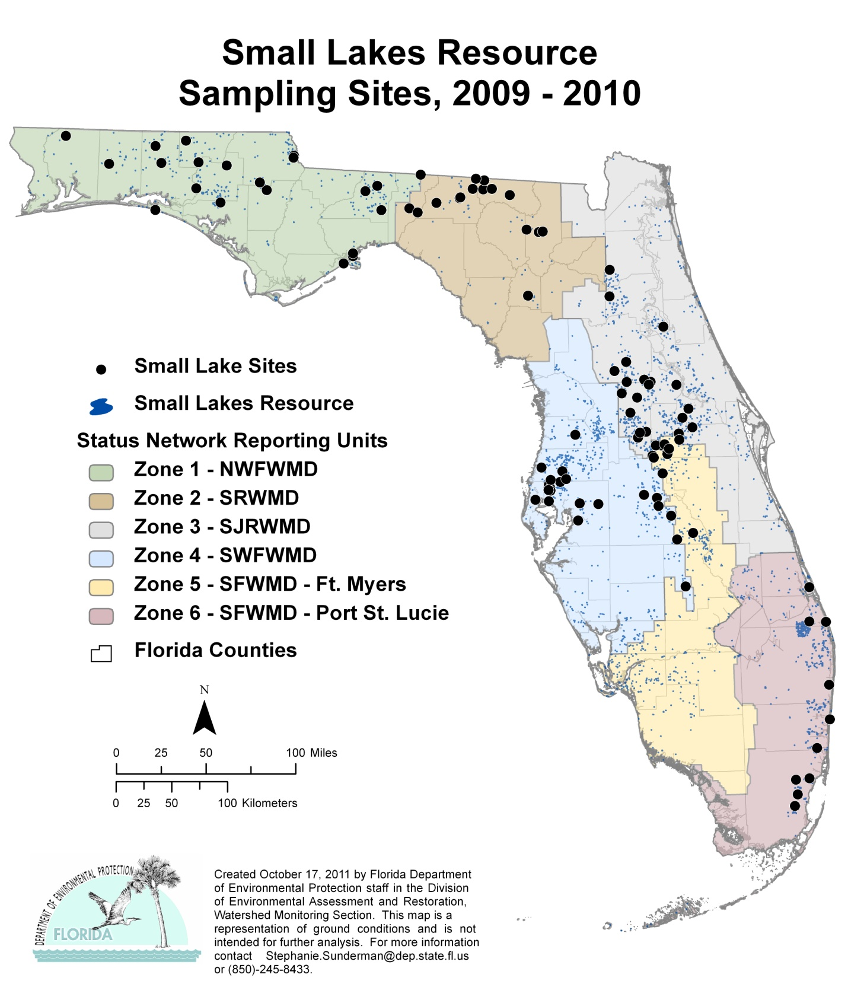 Small Lakes Resource
Sampling Sites, 2009 - 2010
Small Lake Sites
Small Lakes Resource
Status Network Reporting Units
Zone 1 - NWFWMD
Zone 2 - SRWMD
Zone 3 - SJRWMD
Zone 4 - SWFWMD
Zone 5 - SFWMD - Ft. Myers
Zone 6 - SFWMD - Port St. Lucie
Florida Counties
N
0 25 50 100 Miles
0 25 50 100 Kilometers
DEPARTMENT OF ENVIRONMENTAL PROTECTION
FLORIDA
Created October 17, 2011 by Florida Department
of Environmental Protection staff in the Division
of Environmental Assessment and Restoration,
Watershed Monitoring Section. This map is a
representation of ground conditions and is not
intended for further analysis. For more information
contact Stephanie.Sunderman@dep.state.fl.us
or (850)-245-8433.